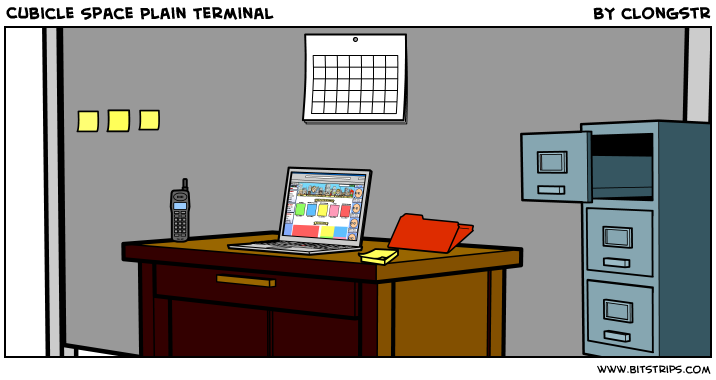 CUBICLE SPACE PLAIN TERMINAL
BY CLONGSTR
WWW.BITSTRIPS.COM